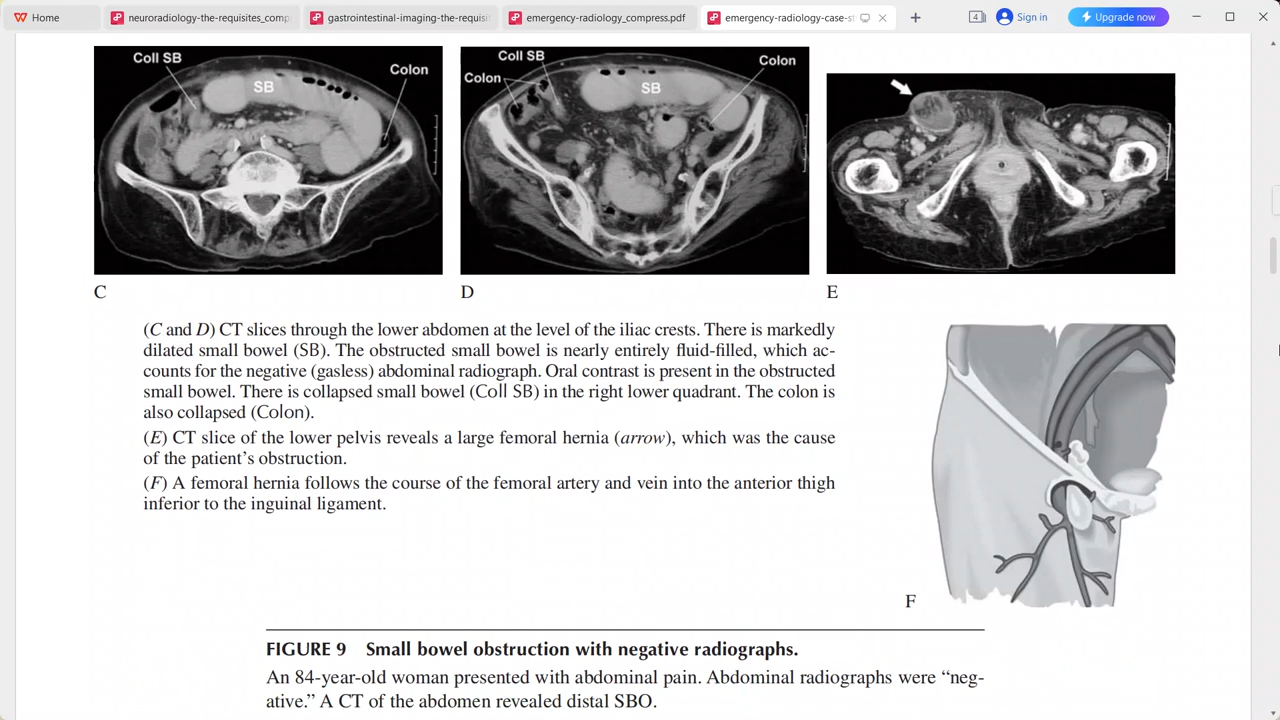 Home
neuroradiology-the-requisites_comp
gastrointestinal-imaging-the-requisi
emergency-radiology_compress.pdf
emergency-radiology-case-st
4
Sign in
Upgrade now
Coll SB
SB
Colon
Coll SB
Colon
SB
Colon
C
D
E
(C and D) CT slices through the lower abdomen at the level of the iliac crests. There is markedly
dilated small bowel (SB). The obstructed small bowel is nearly entirely fluid-filled, which ac-
counts for the negative (gasless) abdominal radiograph. Oral contrast is present in the obstructed
small bowel. There is collapsed small bowel (Coll SB) in the right lower quadrant. The colon is
also collapsed (Colon).
(E) CT slice of the lower pelvis reveals a large femoral hernia (arrow), which was the cause
of the patient’s obstruction.
(F) A femoral hernia follows the course of the femoral artery and vein into the anterior thigh
inferior to the inguinal ligament.
F
FIGURE 9 Small bowel obstruction with negative radiographs.
An 84-year-old woman presented with abdominal pain. Abdominal radiographs were “neg-
ative.” A CT of the abdomen revealed distal SBO.